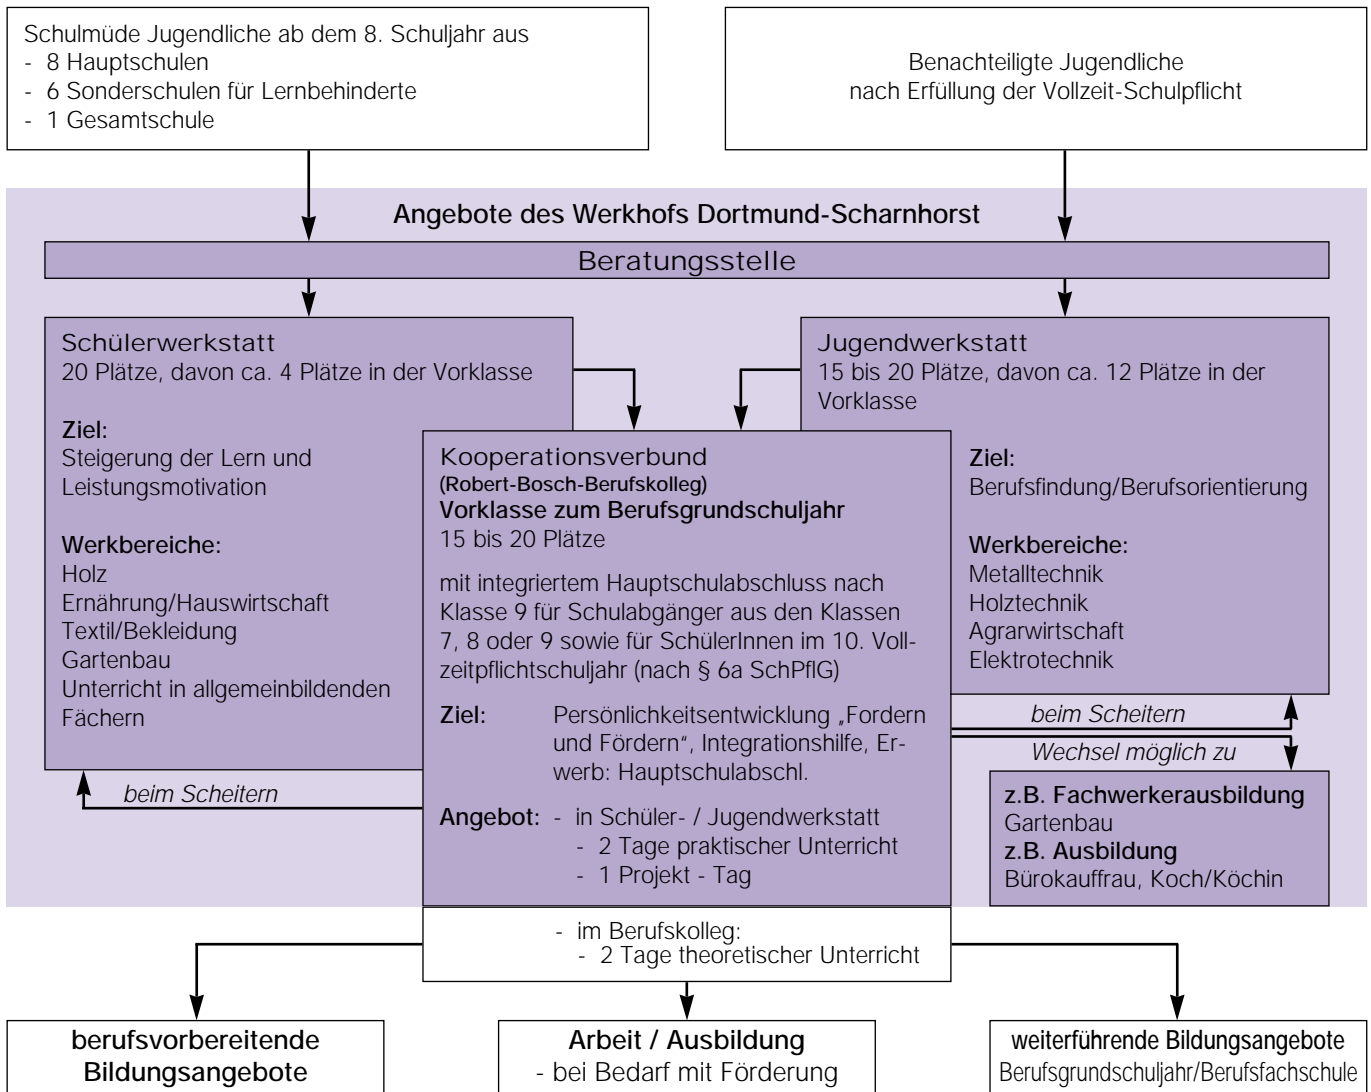 Schulmüde Jugendliche ab dem 8. Schuljahr aus
- 8 Hauptschulen
- 6 Sonderschulen für Lernbehinderte
- 1 Gesamtschule
Benachteiligte Jugendliche
nach Erfüllung der Vollzeit-Schulpflicht
Angebote des Werkhofs Dortmund-Scharnhorst
Beratungsstelle
Schülerwerkstatt
20 Plätze, davon ca. 4 Plätze in der Vorklasse
Ziel:
Steigerung der Lern und
Leistungsmotivation
Werkbereiche:
Holz
Ernährung/Hauswirtschaft
Textil/Bekleidung
Gartenbau
Unterricht in allgemeinbildenden
Fächern
Jugendwerkstatt
15 bis 20 Plätze, davon ca. 12 Plätze in der
Vorklasse
Ziel:
Berufsfindung/Berufsorientierung
Werkbereiche:
Metalltechnik
Holztechnik
Agrarwirtschaft
Elektrotechnik
Kooperationsverbund
(Robert-Bosch-Berufskolleg)
Vorklasse zum Berufsgrundschuljahr
15 bis 20 Plätze
mit integriertem Hauptschulabschluss nach
Klasse 9 für Schulabgänger aus den Klassen
7, 8 oder 9 sowie für SchülerInnen im 10. Voll-
zeitpflichtschuljahr (nach § 6a SchPflG)
Ziel: Persönlichkeitsentwicklung „Fordern
und Fördern“, Integrationshilfe, Er-
werb: Hauptschulabschl.
Angebot: - in Schüler- / Jugendwerkstatt
- 2 Tage praktischer Unterricht
- 1 Projekt - Tag
- im Berufskolleg:
- 2 Tage theoretischer Unterricht
beim Scheitern
beim Scheitern
Wechsel möglich zu
z.B. Fachwerkerausbildung
Gartenbau
z.B. Ausbildung
Bürokauffrau, Koch/Köchin
berufsvorbereitende
Bildungsangebote
Arbeit / Ausbildung
- bei Bedarf mit Förderung
weiterführende Bildungsangebote
Berufsgrundschuljahr/Berufsfachschule